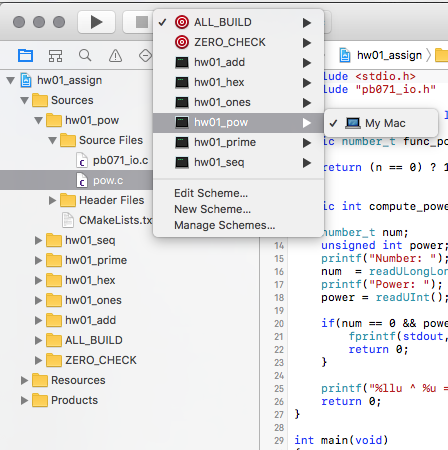 ALL_BUILD
ZERO_CHECK
hw01_add
hw01_hex
hw01_ones
hw01_pow
hw01_prime
hw01_seq
Edit Scheme...
New Scheme...
Manage Schemes...
My Mac
hw01_assign
Sources
hw01_pow
Source Files
pb071_io.c
pow.c
Header Files
CMakeLists.tx
hw01_seq
hw01_prime
hw01_hex
hw01_ones
hw01_add
ALL_BUILD
ZERO_CHECK
Resources
Products
hw01_assign
lude <stdio.h>
lude "pb071_io.h"
ic number_t func_po
return (n == 0) ? 1
ic int compute_powe
number_t num;
14 unsigned int power;
15 printf("Number: ");
16 num = readULongLon
17 printf("Power: ");
18 power = readUInt();
19
20 if(num == 0 && powe
21 fprintf(stdout,
22 return 0;
23 }
24
25 printf("%llu ^ %u =
26 return 0;
27 }
28
29 int main(void)